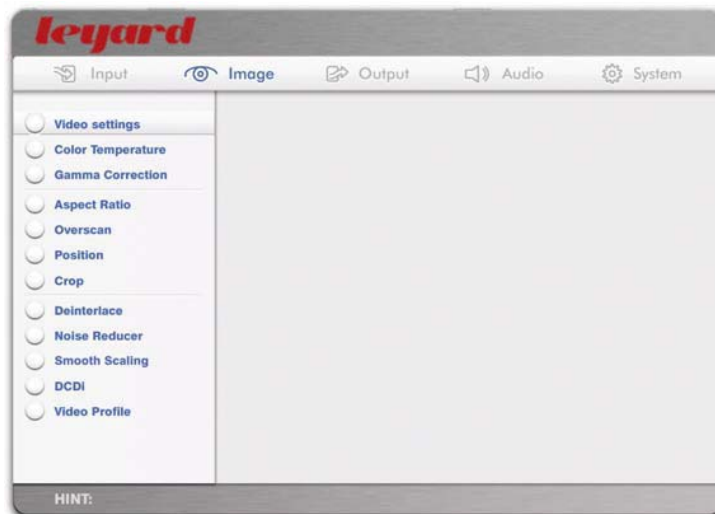 leyard
Input Image Output Audio System
Video settings
Color Temperature
Gamma Correction
Aspect Ratio
Overscan
Position
Crop
Deinterlace
Noise Reducer
Smooth Scaling
DCDi
Video Profile
HINT: